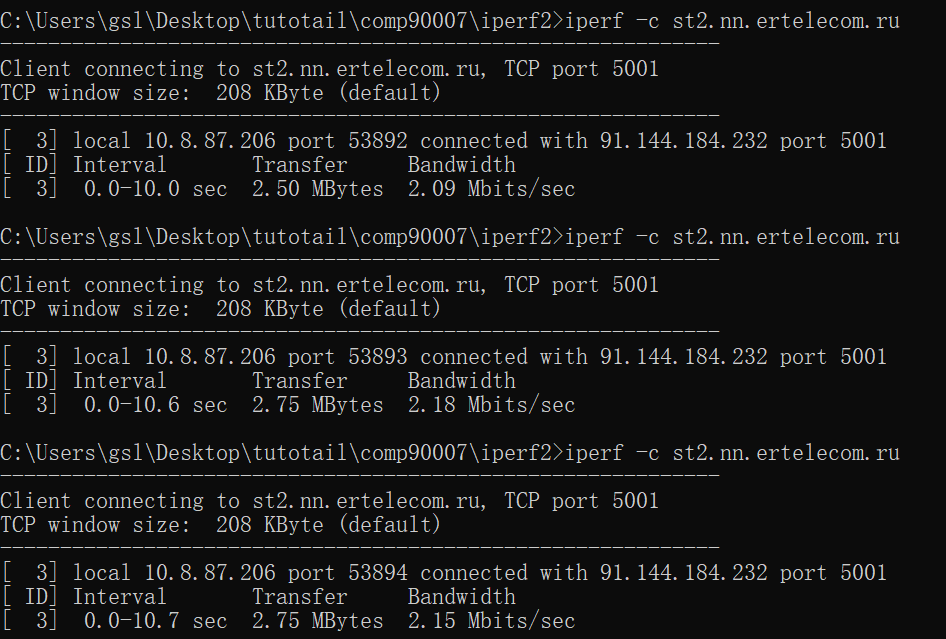 C:\Users\gsl\Desktop\tutotail\comp90007\iperf2>iperf -c st2.nn.ertelecom.ru
------------------------------------------------------------
Client connecting to st2.nn.ertelecom.ru, TCP port 5001
TCP window size:  208 KByte (default)
------------------------------------------------------------
[  3] local 10.8.87.206 port 53892 connected with 91.144.184.232 port 5001
[ ID] Interval       Transfer     Bandwidth
[  3]  0.0-10.0 sec  2.50 MBytes  2.09 Mbits/sec
C:\Users\gsl\Desktop\tutotail\comp90007\iperf2>iperf -c st2.nn.ertelecom.ru
------------------------------------------------------------
Client connecting to st2.nn.ertelecom.ru, TCP port 5001
TCP window size:  208 KByte (default)
------------------------------------------------------------
[  3] local 10.8.87.206 port 53893 connected with 91.144.184.232 port 5001
[ ID] Interval       Transfer     Bandwidth
[  3]  0.0-10.6 sec  2.75 MBytes  2.18 Mbits/sec
C:\Users\gsl\Desktop\tutotail\comp90007\iperf2>iperf -c st2.nn.ertelecom.ru
------------------------------------------------------------
Client connecting to st2.nn.ertelecom.ru, TCP port 5001
TCP window size:  208 KByte (default)
------------------------------------------------------------
[  3] local 10.8.87.206 port 53894 connected with 91.144.184.232 port 5001
[ ID] Interval       Transfer     Bandwidth
[  3]  0.0-10.7 sec  2.75 MBytes  2.15 Mbits/sec